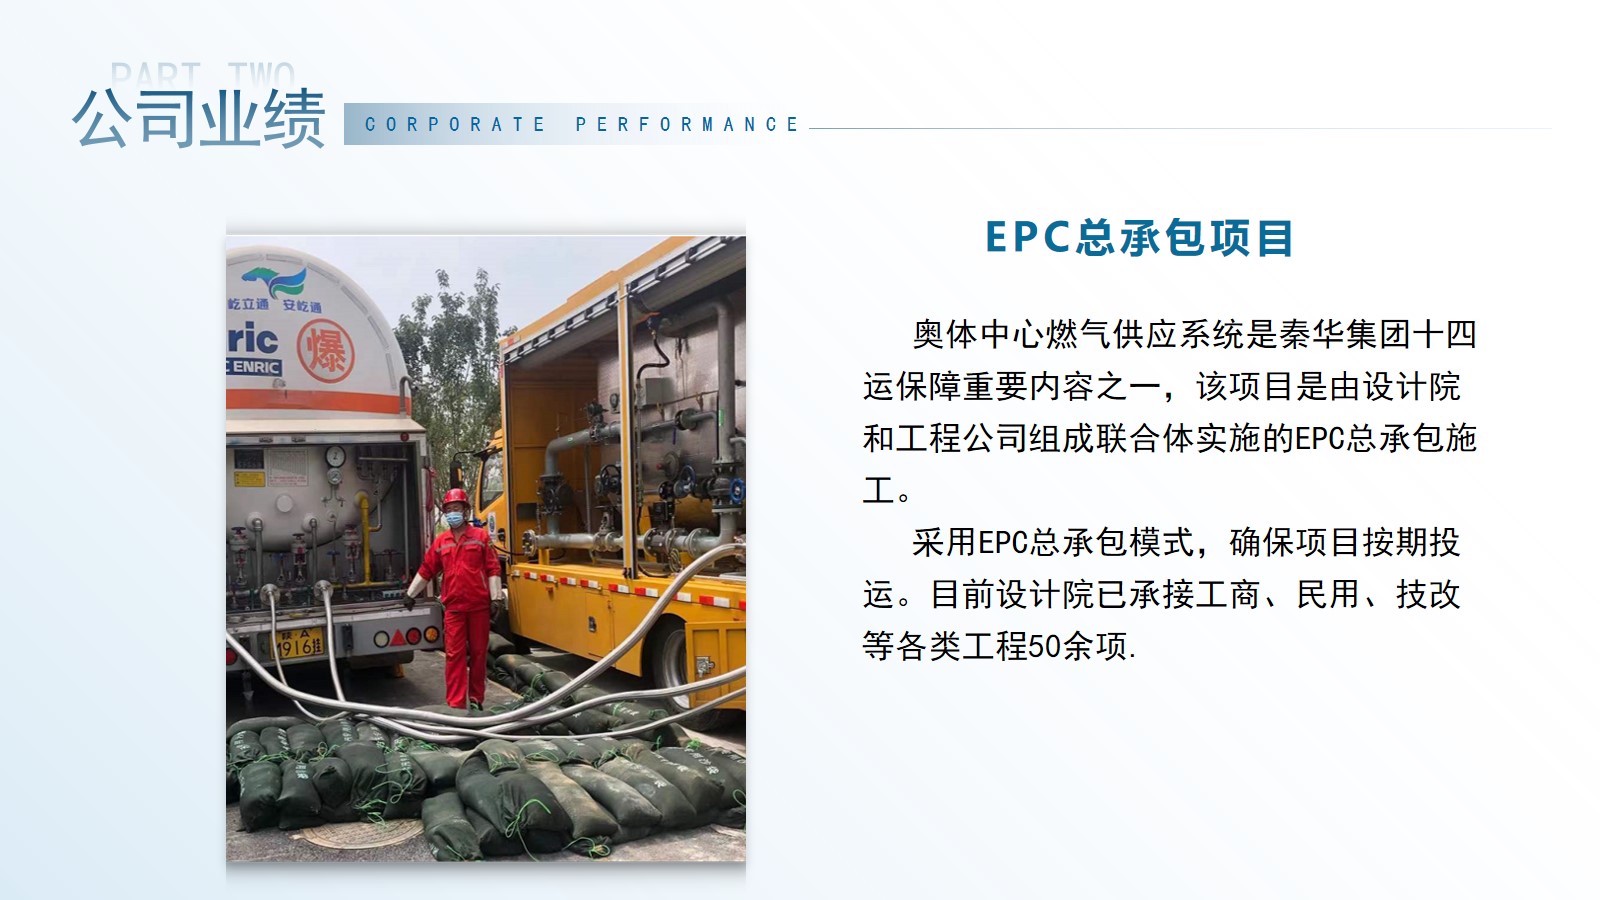 PART TWO
公司业绩
CORPORATE PERFORMANCE
EPC总承包项目
奥体中心燃气供应系统是秦华集团十四
运保障重要内容之一，该项目是由设计院
和工程公司组成联合体实施的EPC总承包施
工。
采用EPC总承包模式，确保项目按期投
运。目前设计院已承接工商、民用、技改
等各类工程50余项.
屹立通 安屹通
ric
爆
C ENRIC
陕·A
M916挂